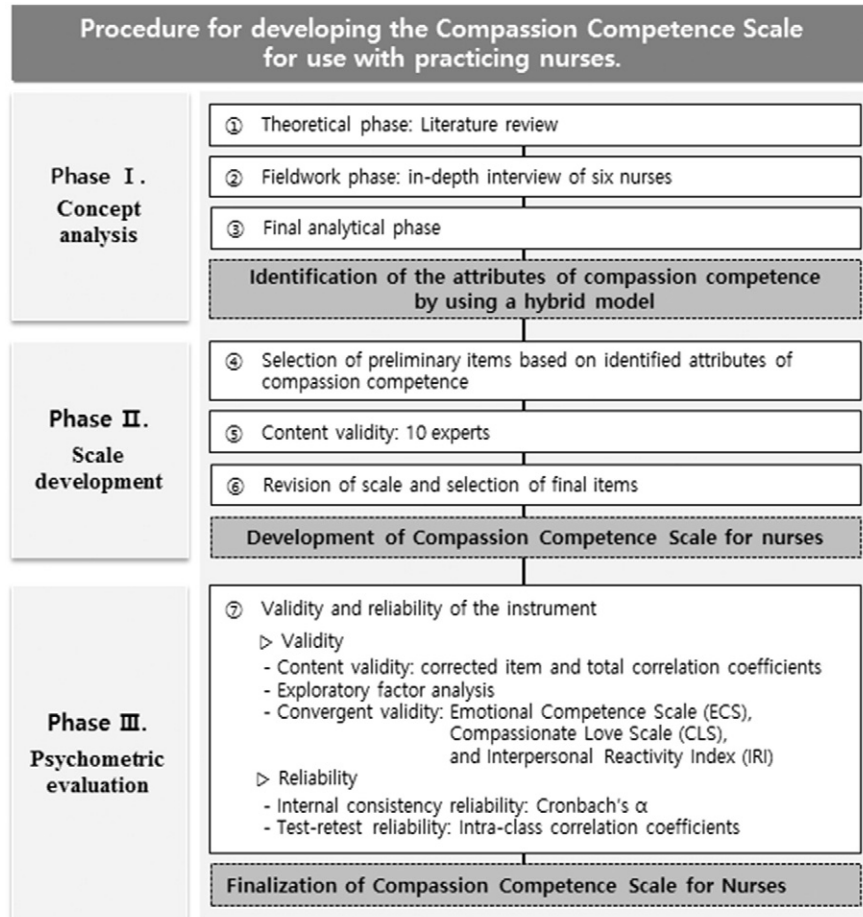 Procedure for developing the Compassion Competence Scale
for use with practicing nurses.
Phase Ⅰ.
Concept
analysis
① Theoretical phase: Literature review
② Fieldwork phase: in-depth interview of six nurses
③ Final analytical phase
Identification of the attributes of compassion competence
by using a hybrid model
Phase Ⅱ.
Scale
development
④ Selection of preliminary items based on identified attributes of
compassion competence
⑤ Content validity: 10 experts
⑥ Revision of scale and selection of final items
Development of Compassion Competence Scale for nurses
Phase Ⅲ.
Psychometric
evaluation
⑦ Validity and reliability of the instrument
▷ Validity
- Content validity: corrected item and total correlation coefficients
- Exploratory factor analysis
- Convergent validity: Emotional Competence Scale (ECS),
Compassionate Love Scale (CLS),
and Interpersonal Reactivity Index (IRI)
▷ Reliability
- Internal consistency reliability: Cronbach's α
- Test-retest reliability: Intra-class correlation coefficients
Finalization of Compassion Competence Scale for Nurses